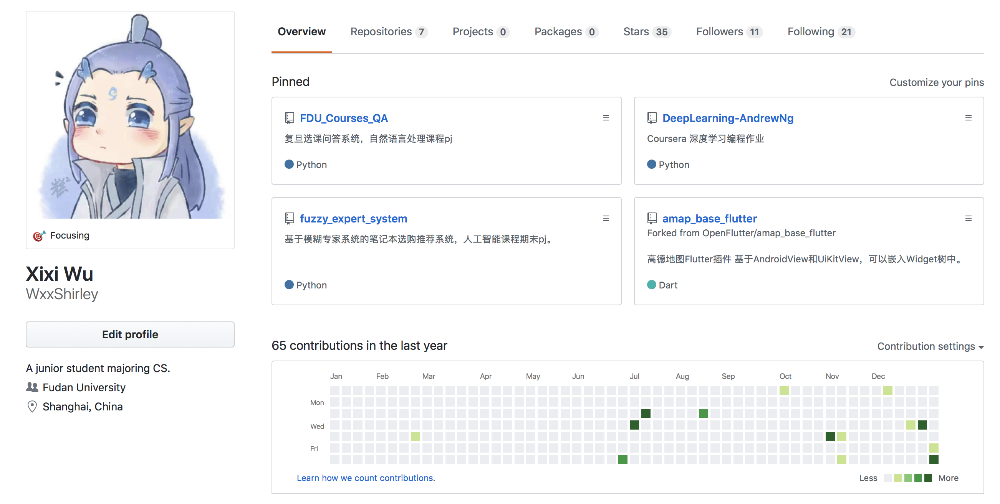 Overview Repositories 7 Projects 0 Packages 0 Stars 35 Followers 11 Following 21
糕2
Focusing
Xixi Wu
WxxShirley
Edit profile
A junior student majoring CS.
Fudan University
Shanghai, China
Pinned
Customize your pins
FDU_Courses_QA
复旦选课问答系统，自然语言处理课程pj
Python
DeepLearning-AndrewNg
Coursera 深度学习编程作业
Python
fuzzy_expert_system
基于模糊专家系统的笔记本选购推荐系统，人工智能课程期末pj。
Python
amap_base_flutter
Forked from OpenFlutter/amap_base_flutter
高德地图Flutter插件 基于AndroidView和UiKitView，可以嵌入Widget树中。
Dart
65 contributions in the last year
Contribution settings
Jan Feb Mar Apr May Jun Jul Aug Sep Oct Nov Dec
Mon
Wed
Fri
Learn how we count contributions.
Less More